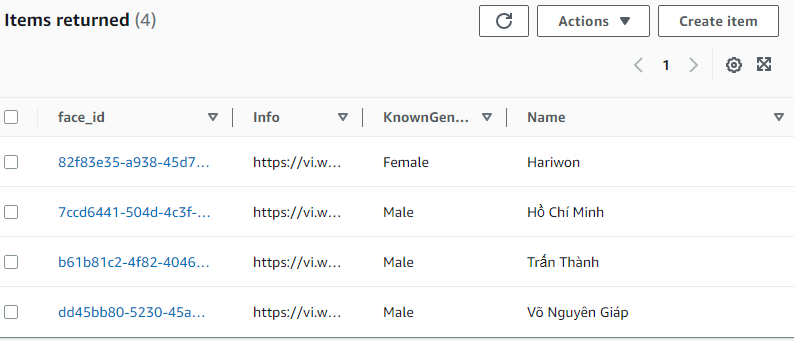 Items returned (4)
Actions
Create item
1
face_id Info KnownGen... Name
82f83e35-a938-45d7... https://vi.w... Female Hariwon
7ccd6441-504d-4c3f-... https://vi.w... Male Hồ Chí Minh
b61b81c2-4f82-4046... https://vi.w... Male Trấn Thành
dd45bb80-5230-45a... https://vi.w... Male Võ Nguyên Giáp